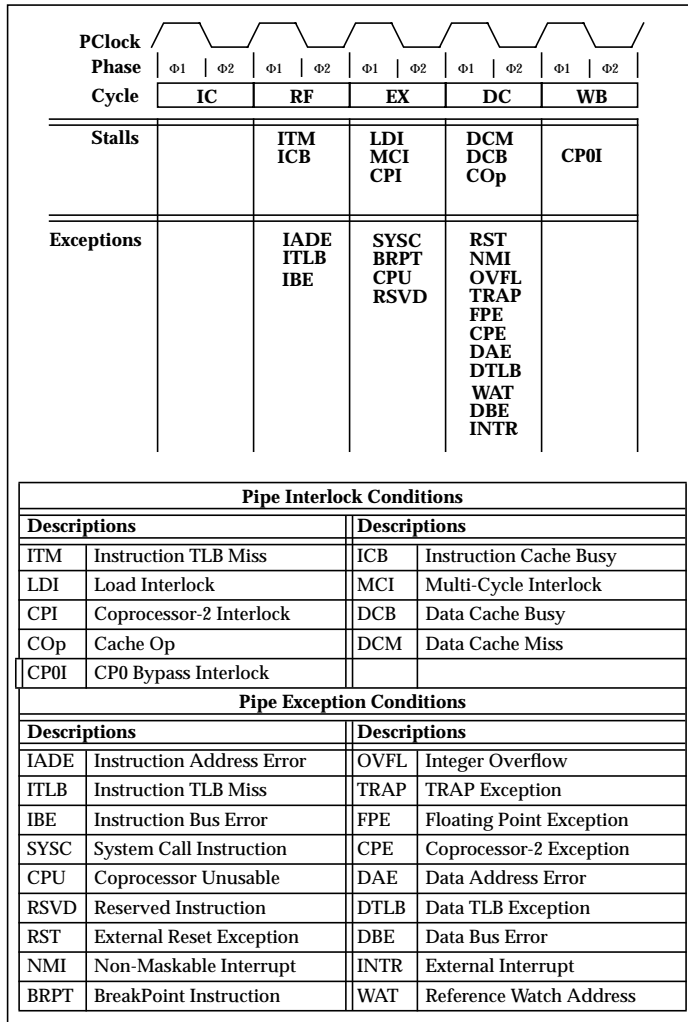 PClock
Phase Φ1 Φ2 Φ1 Φ2 Φ1 Φ2 Φ1 Φ2 Φ1 Φ2
Cycle IC RF EX DC WB
Stalls ITM LDI DCM CP0I
ICB MCI DCB
CPI COp
Exceptions IADE SYSC RST
ITLB BRPT NMI
IBE CPU OVFL
RSVD TRAP
FPE
CPE
DAE
DTLB
WAT
DBE
INTR
Pipe Interlock Conditions
Descriptions Descriptions
ITM Instruction TLB Miss ICB Instruction Cache Busy
LDI Load Interlock MCI Multi-Cycle Interlock
CPI Coprocessor-2 Interlock DCB Data Cache Busy
COp Cache Op DCM Data Cache Miss
CP0I CP0 Bypass Interlock
Pipe Exception Conditions
Descriptions Descriptions
IADE Instruction Address Error OVFL Integer Overflow
ITLB Instruction TLB Miss TRAP TRAP Exception
IBE Instruction Bus Error FPE Floating Point Exception
SYSC System Call Instruction CPE Coprocessor-2 Exception
CPU Coprocessor Unusable DAE Data Address Error
RSVD Reserved Instruction DTLB Data TLB Exception
RST External Reset Exception DBE Data Bus Error
NMI Non-Maskable Interrupt INTR External Interrupt
BRPT BreakPoint Instruction WAT Reference Watch Address